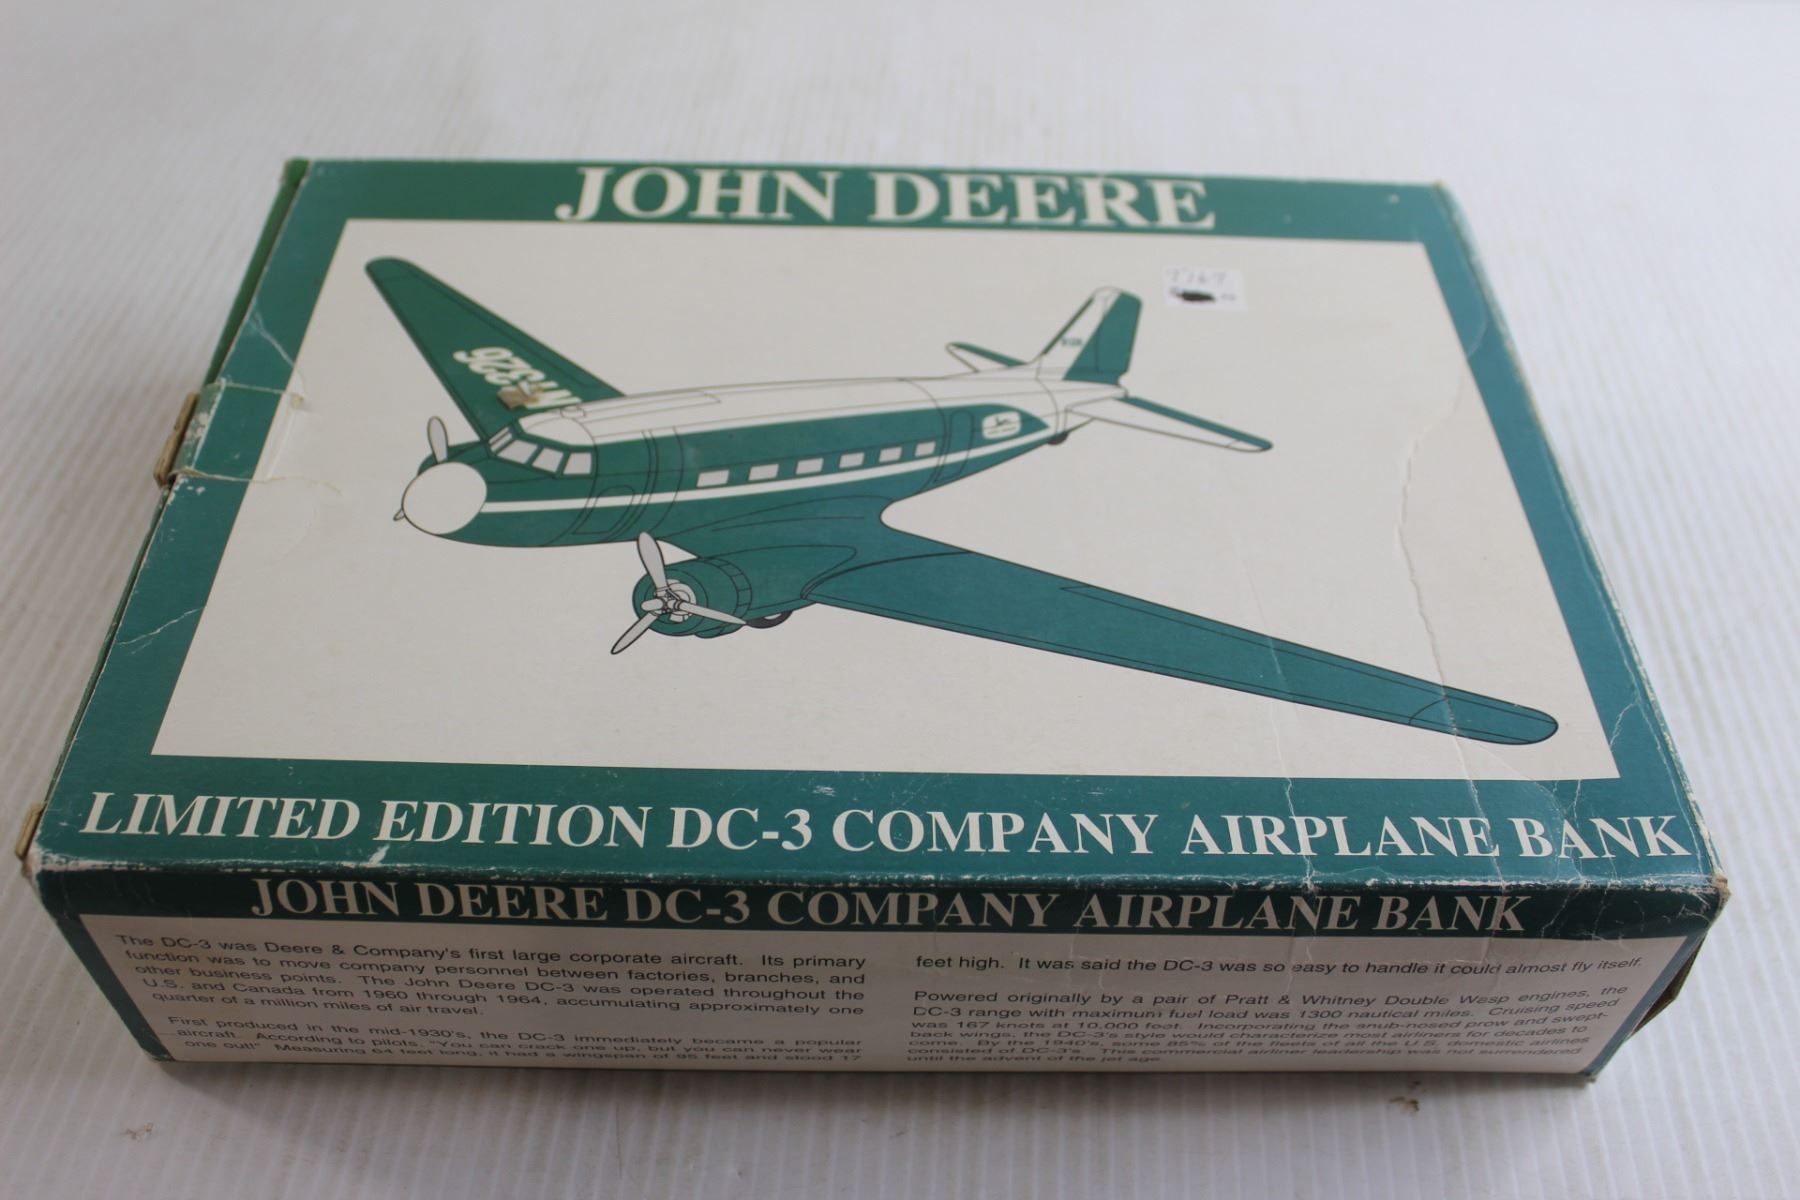 JOHN DEERE
3226
LIMITED EDITION DC-3 COMPANY AIRPLANE BANK
JOHN DEERE DC-3 COMPANY AIRPLANE BANK
The DC-3 was Deere & Company's first large corporate aircraft. Its primary
function was to move company personnel between factories, branches, and
other business points. The John Deere DC-3 was operated throughout the
U.S. and Canada from 1960 through 1964, accumulating approximately one
quarter of a million miles of air travel.
First produced in the mid-1930's, the DC-3 immediately became a popular
aircraft. According to pilots, "You can crack one up, but you can never wear
one out!" Measuring 64 feet long, it had a wingspan of 95 feet and stood 17
feet high. It was said the DC-3 was so easy to handle it could almost fly itself.
Powered originally by a pair of Pratt & Whitney Double Wasp engines, the
DC-3 range with maximum fuel load was 1300 nautical miles. Cruising speed
was 167 knots at 10,000 feet. Incorporating the snub-nosed prow and swept-
back wings, the DC-3's style would characterize most airliners for decades to
come. By the 1940's, some 85% of the fleets of all the U.S. domestic airlines
consisted of DC-3's. This commercial airliner leadership was not surrendered
until the advent of the jet age.